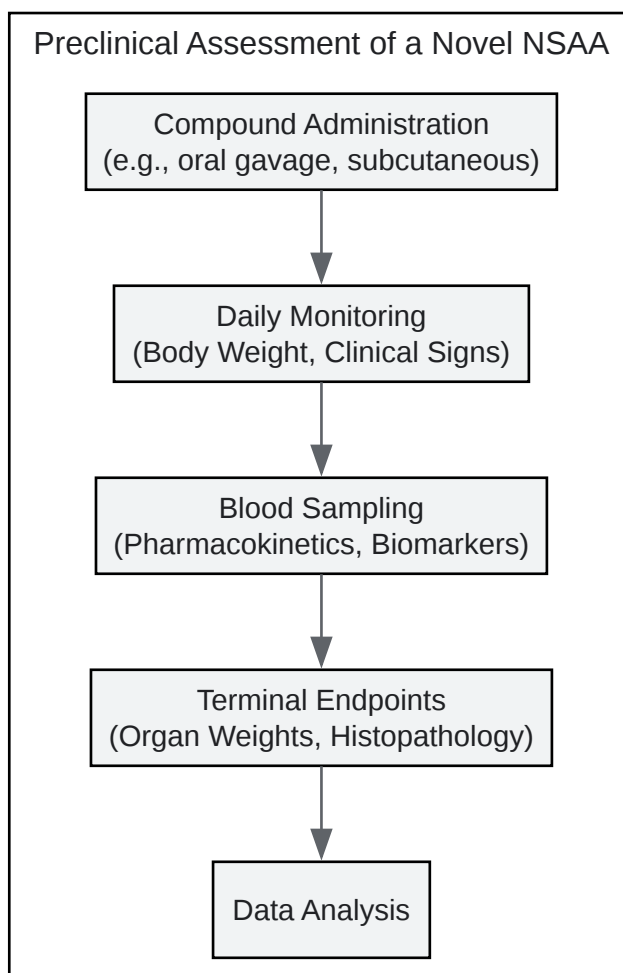 Preclinical Assessment of a Novel NSAA
Compound Administration
(e.g., oral gavage, subcutaneous)
Daily Monitoring
(Body Weight, Clinical Signs)
Blood Sampling
(Pharmacokinetics, Biomarkers)
Terminal Endpoints
(Organ Weights, Histopathology)
Data Analysis